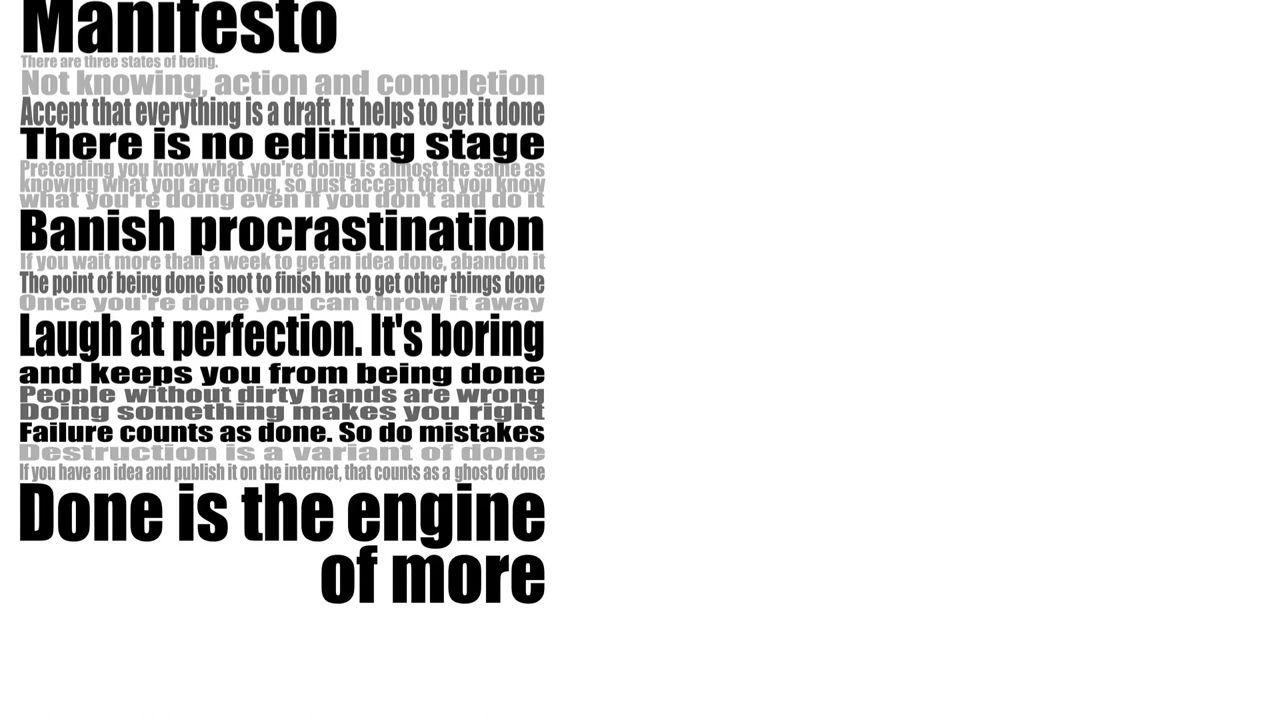 Manifesto
There are three states of being.
Not knowing, action and completion
Accept that everything is a draft. It helps to get it done
There is no editing stage
Pretending you know what you're doing is almost the same as
knowing what you are doing, so just accept that you know
what you're doing even if you don't and do it
Banish procrastination
If you wait more than a week to get an idea done, abandon it
The point of being done is not to finish but to get other things done
Once you're done you can throw it away
Laugh at perfection. It's boring
and keeps you from being done
People without dirty hands are wrong
Doing something makes you right
Failure counts as done. So do mistakes
Destruction is a variant of done
If you have an idea and publish it on the internet, that counts as a ghost of done
Done is the engine
of more